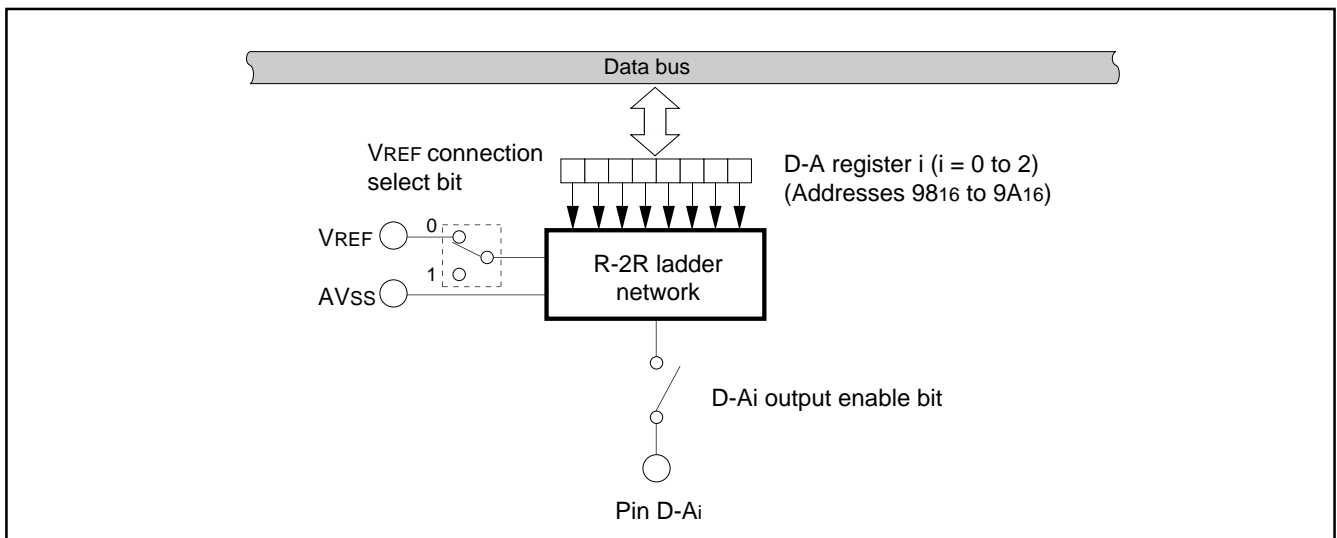 Data bus
VREF connection
select bit
D-A register i (i = 0 to 2)
(Addresses 9816 to 9A16)
VREF
0
1
AVSS
R-2R ladder
network
D-Ai output enable bit
Pin D-Ai